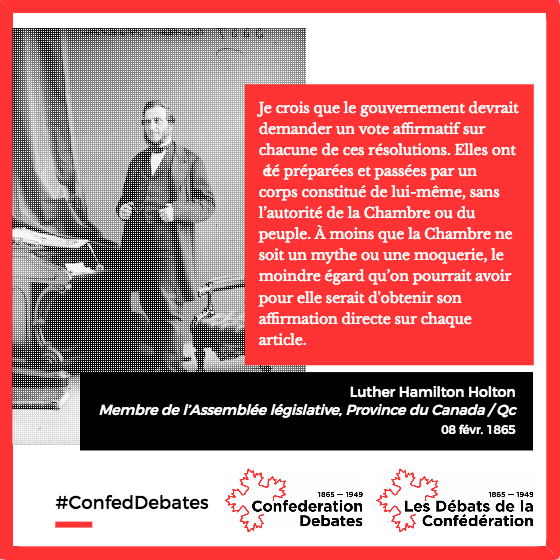 Je crois que le gouvernement devrait
demander un vote affirmatif sur
chacune de ces résolutions. Elles ont
été préparées et passées par un
corps constitué de lui-même, sans
l'autorité de la Chambre ou du
peuple. À moins que la Chambre ne
soit un mythe ou une moquerie, le
moindre égard qu'on pourrait avoir
pour elle serait d'obtenir son
affirmation directe sur chaque
article.
Luther Hamilton Holton
Membre de l'Assemblée législative, Province du Canada / Qc
08 févr. 1865
#ConfedDebates
1865 — 1949
Confederation
Debates
1865 — 1949
Les Débats de la
Confédération